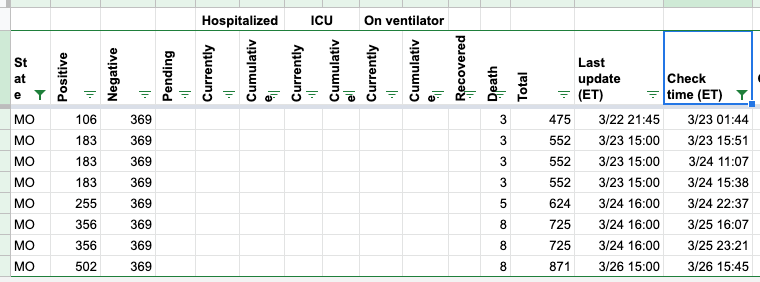 Hospitalized ICU On ventilator
State Positive Negative Pending Currently Cumulative Currently Cumulative Currently Cumulative Recovered Death Total Last update (ET) Check time (ET)
MO 106 369 3 475 3/22 21:45 3/23 01:44
MO 183 369 3 552 3/23 15:00 3/23 15:51
MO 183 369 3 552 3/23 15:00 3/24 11:07
MO 183 369 3 552 3/23 15:00 3/24 15:38
MO 255 369 5 624 3/24 16:00 3/24 22:37
MO 356 369 8 725 3/24 16:00 3/25 16:07
MO 356 369 8 725 3/24 16:00 3/25 23:21
MO 502 369 8 871 3/26 15:00 3/26 15:45